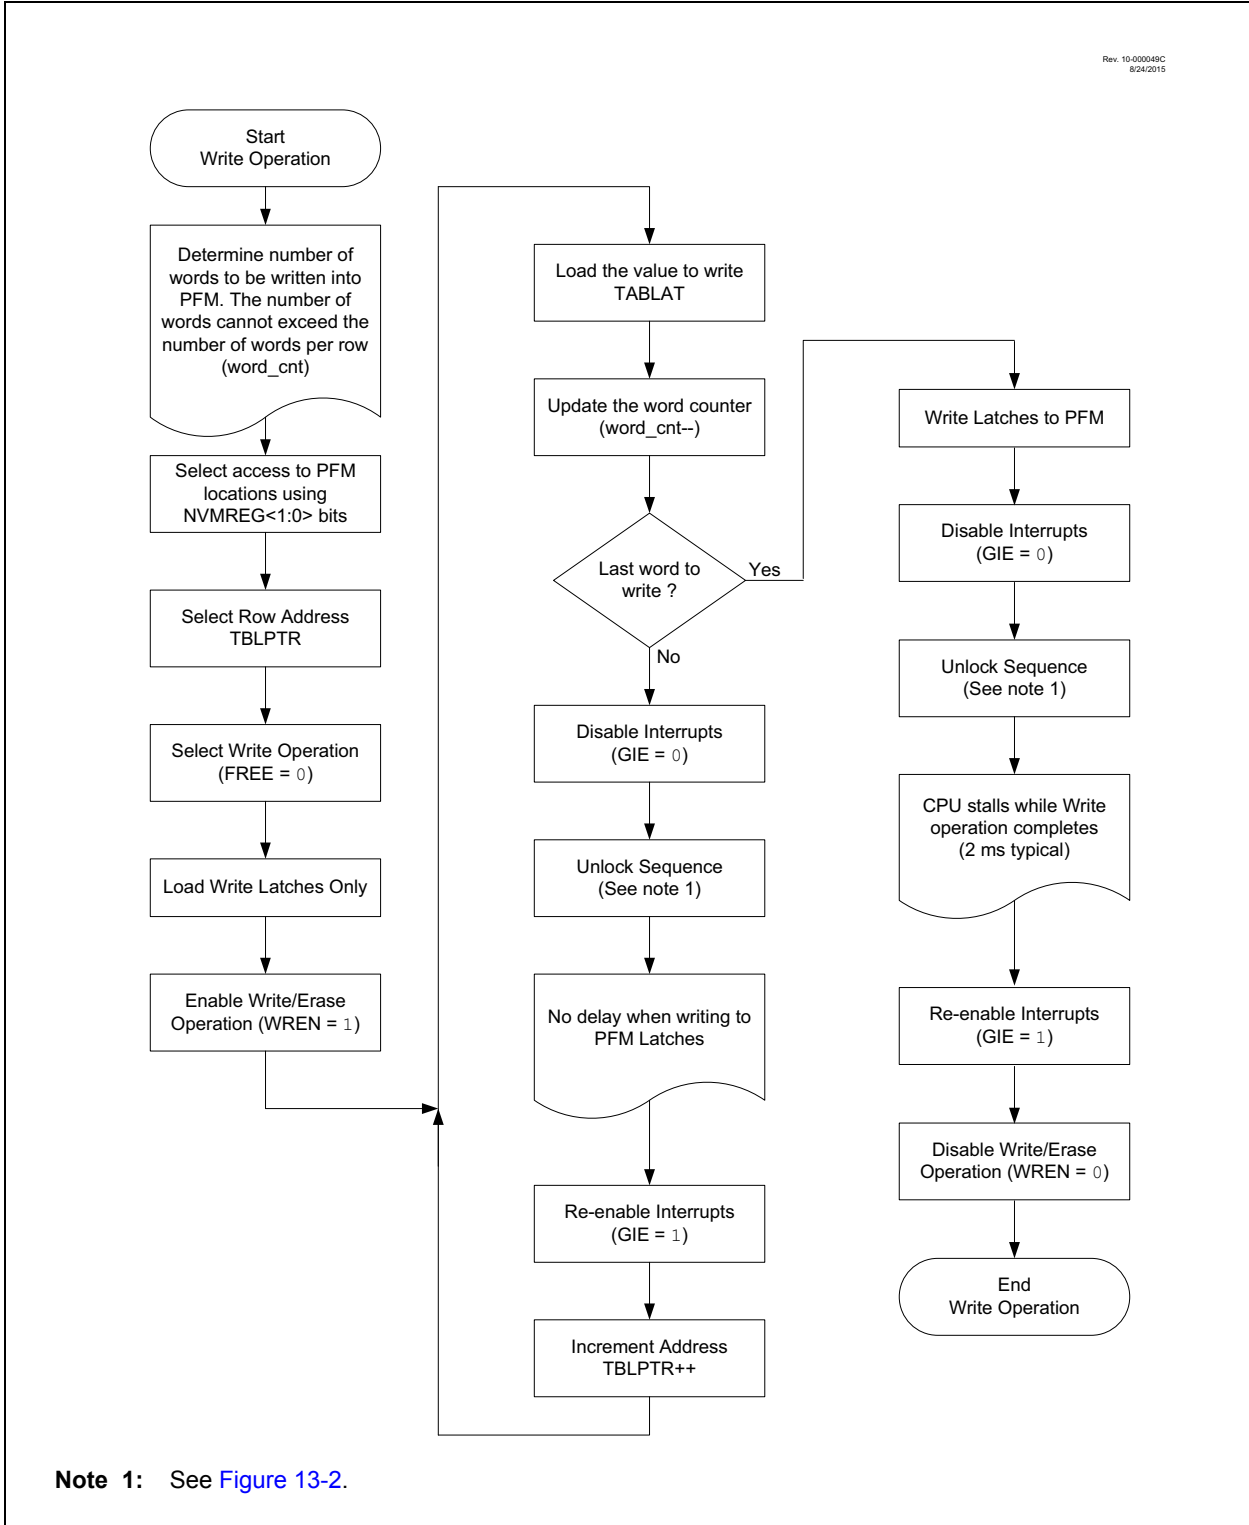 Rev. 10-000049C
8/24/2015
Start
Write Operation
Determine number of
words to be written into
PFM. The number of
words cannot exceed the
number of words per row
(word_cnt)
Select access to PFM
locations using
NVMREG<1:0> bits
Select Row Address
TBLPTR
Select Write Operation
(FREE = 0)
Load Write Latches Only
Enable Write/Erase
Operation (WREN = 1)
Load the value to write
TABLAT
Update the word counter
(word_cnt--)
Last word to
write ?
Yes
No
Disable Interrupts
(GIE = 0)
Unlock Sequence
(See note 1)
No delay when writing to
PFM Latches
Re-enable Interrupts
(GIE = 1)
Increment Address
TBLPTR++
Write Latches to PFM
Disable Interrupts
(GIE = 0)
Unlock Sequence
(See note 1)
CPU stalls while Write
operation completes
(2 ms typical)
Re-enable Interrupts
(GIE = 1)
Disable Write/Erase
Operation (WREN = 0)
End
Write Operation
Note 1: See Figure 13-2.